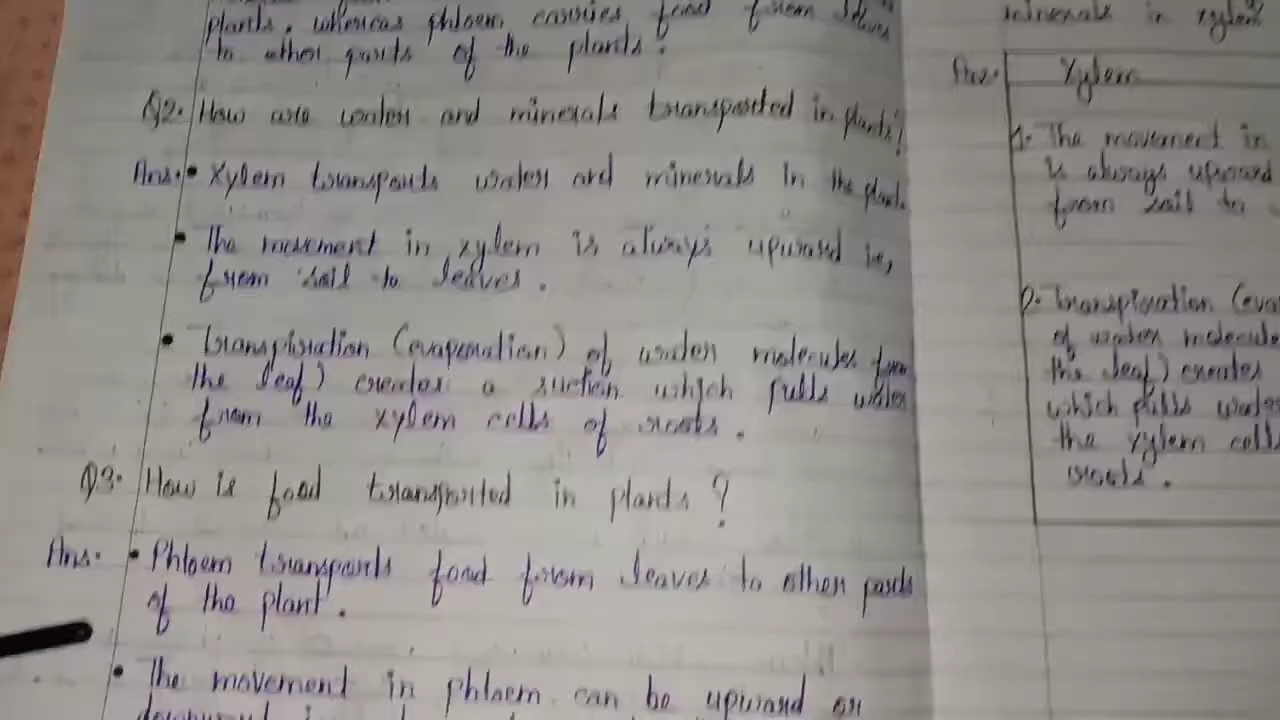 plants. whereas phloem carries food from leaves
to other parts of the plants.
Q2. How are water and minerals transported in plants?
Ans. • Xylem transports water and minerals in the plant.
• The movement in xylem is always upward ie,
from soil to leaves.
• Transpiration (evaporation) of water molecules from
the leaf) creates a suction which pulls water
from the xylem cells of roots.
Q3. How is food transported in plants?
Ans. • Phloem transports food from leaves to other parts
of the plant.
• The movement in phloem can be upward or
minerals in xylem
Ans. Xylem
1. The movement in
is always upward
from soil to
2. Transpiration (eva
of water molecule
the leaf) creates
which pulls water
the xylem cells
roots.